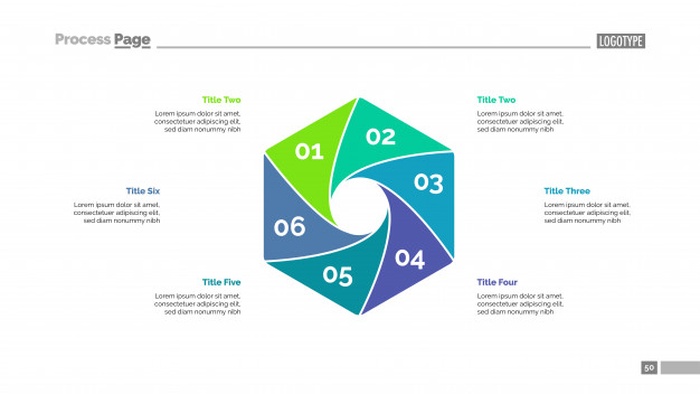 Process Page
LOGOTYPE
Title Two
Lorem ipsum dolor sit amet,
consectetuer adipiscing elit,
sed diam nonummy nibh
Title Two
Lorem ipsum dolor sit amet,
consectetuer adipiscing elit,
sed diam nonummy nibh
01
02
03
04
05
06
Title Six
Lorem ipsum dolor sit amet,
consectetuer adipiscing elit,
sed diam nonummy nibh
Title Three
Lorem ipsum dolor sit amet,
consectetuer adipiscing elit,
sed diam nonummy nibh
Title Five
Lorem ipsum dolor sit amet,
consectetuer adipiscing elit,
sed diam nonummy nibh
Title Four
Lorem ipsum dolor sit amet,
consectetuer adipiscing elit,
sed diam nonummy nibh
50